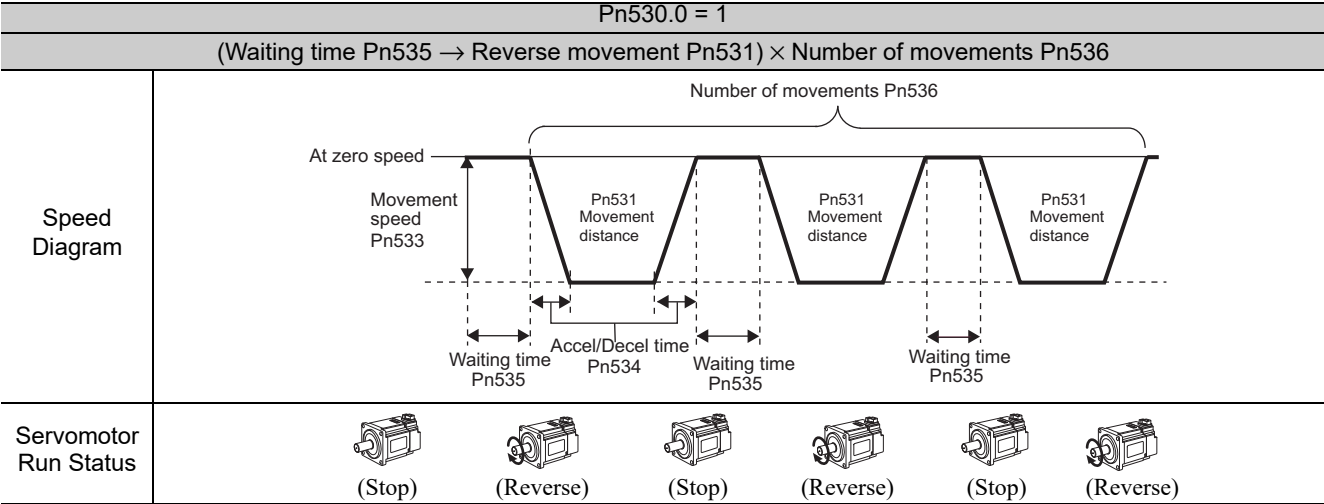 Pn530.0 = 1
(Waiting time Pn535 → Reverse movement Pn531) × Number of movements Pn536
Speed
Diagram
Number of movements Pn536
At zero speed
Movement
speed
Pn533
Pn531
Movement
distance
Pn531
Movement
distance
Pn531
Movement
distance
Waiting time
Pn535
Accel/Decel time
Pn534
Waiting time
Pn535
Waiting time
Pn535
Servomotor
Run Status
(Stop)
(Reverse)
(Stop)
(Reverse)
(Stop)
(Reverse)